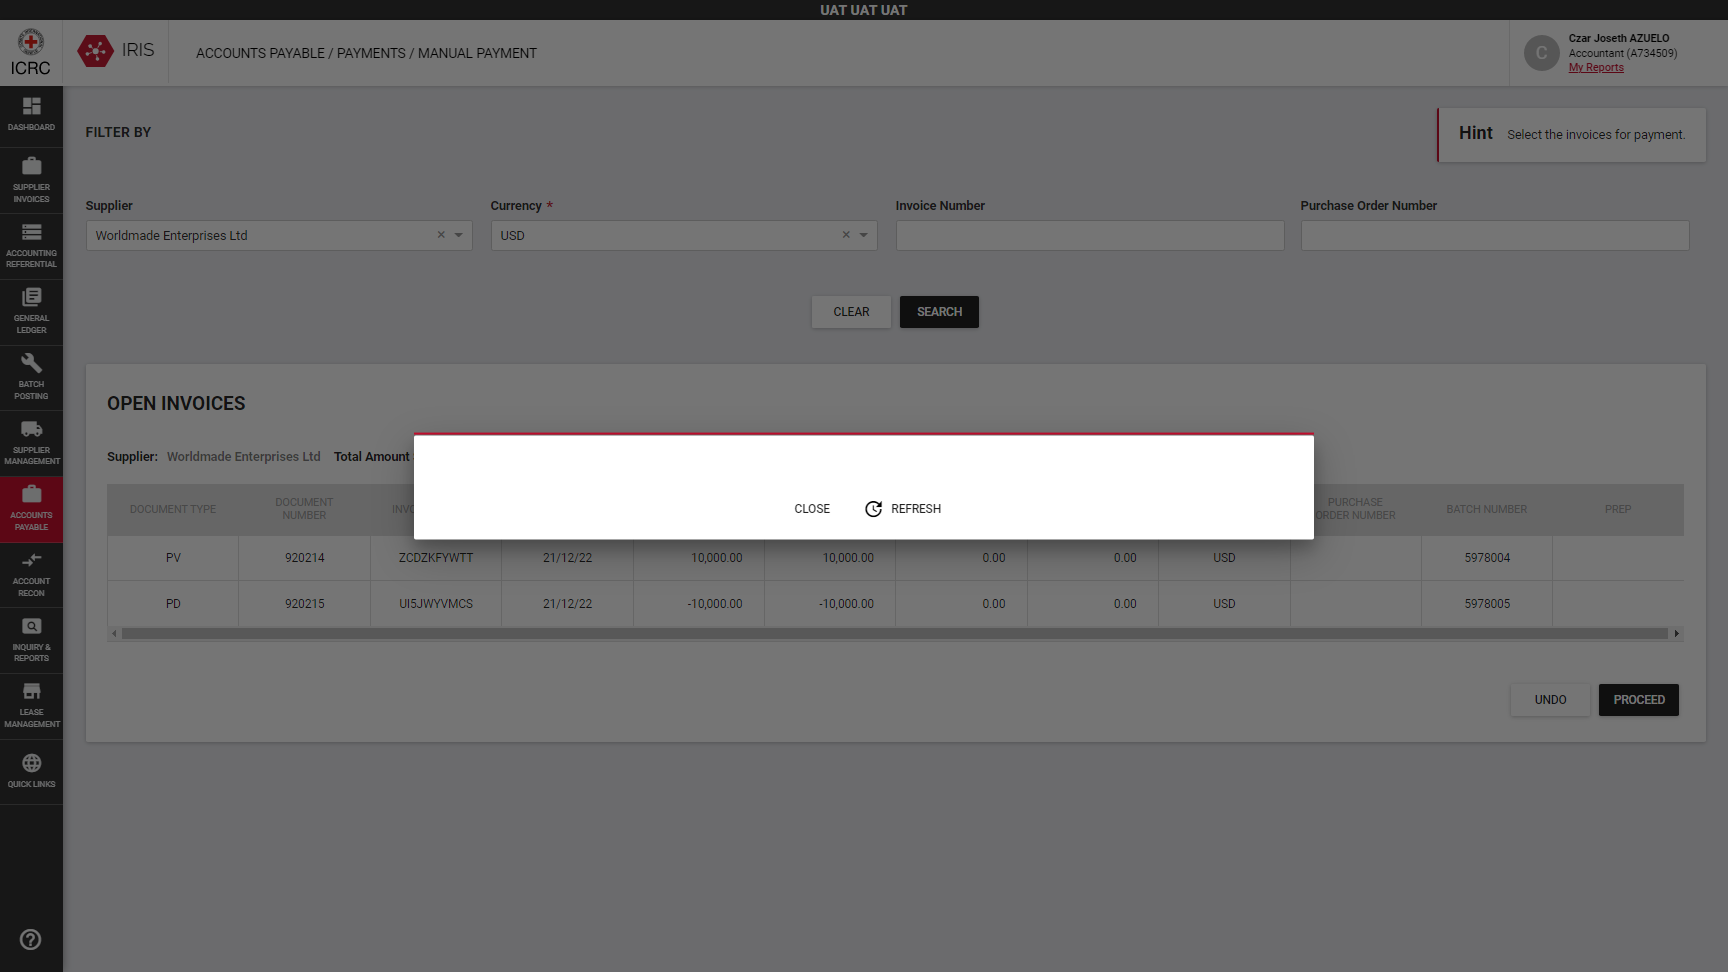 UAT UAT UAT
ICRC
IRIS
ACCOUNTS PAYABLE / PAYMENTS / MANUAL PAYMENT
C
Czar Joseth AZUELO
Accountant (A734509)
My Reports
DASHBOARD
SUPPLIER
INVOICES
ACCOUNTING
REFERENTIAL
GENERAL
LEDGER
BATCH
POSTING
SUPPLIER
MANAGEMENT
ACCOUNTS
PAYABLE
ACCOUNT
RECON
INQUIRY &
REPORTS
LEASE
MANAGEMENT
QUICK LINKS
FILTER BY
Hint Select the invoices for payment.
Supplier Currency * Invoice Number Purchase Order Number
Worldmade Enterprises Ltd × USD ×
CLEAR SEARCH
OPEN INVOICES
Supplier: Worldmade Enterprises Ltd Total Amount
CLOSE REFRESH
DOCUMENT TYPE DOCUMENT NUMBER INVO PURCHASE ORDER NUMBER BATCH NUMBER PREP
PV 920214 ZCDZKFYWTT 21/12/22 10,000.00 10,000.00 0.00 0.00 USD 5978004
PD 920215 UI5JWYVMCS 21/12/22 -10,000.00 -10,000.00 0.00 0.00 USD 5978005
UNDO PROCEED